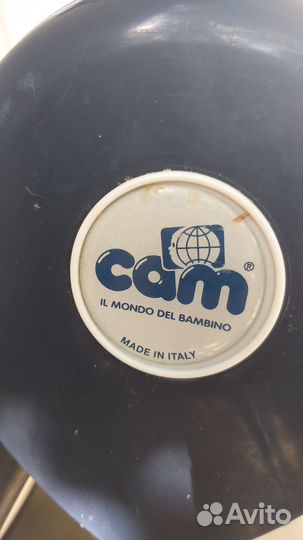 cam®
IL MONDO DEL BAMBINO
MADE IN ITALY
Avito